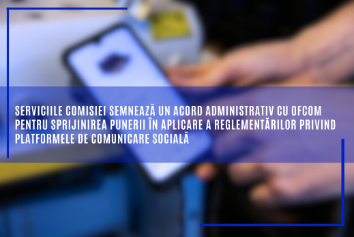 SERVICIILE COMISIEI SEMNEAZĂ UN ACORD ADMINISTRATIV CU OFCOM
PENTRU SPRIJINIREA PUNERII ÎN APLICARE A REGLEMENTĂRILOR PRIVIND
PLATFORMELE DE COMUNICARE SOCIALĂ